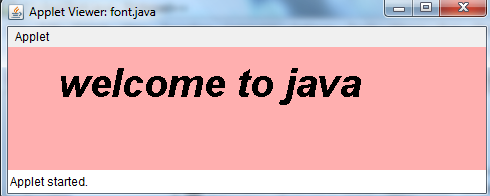 Applet Viewer: font.java
Applet
welcome to java
Applet started.